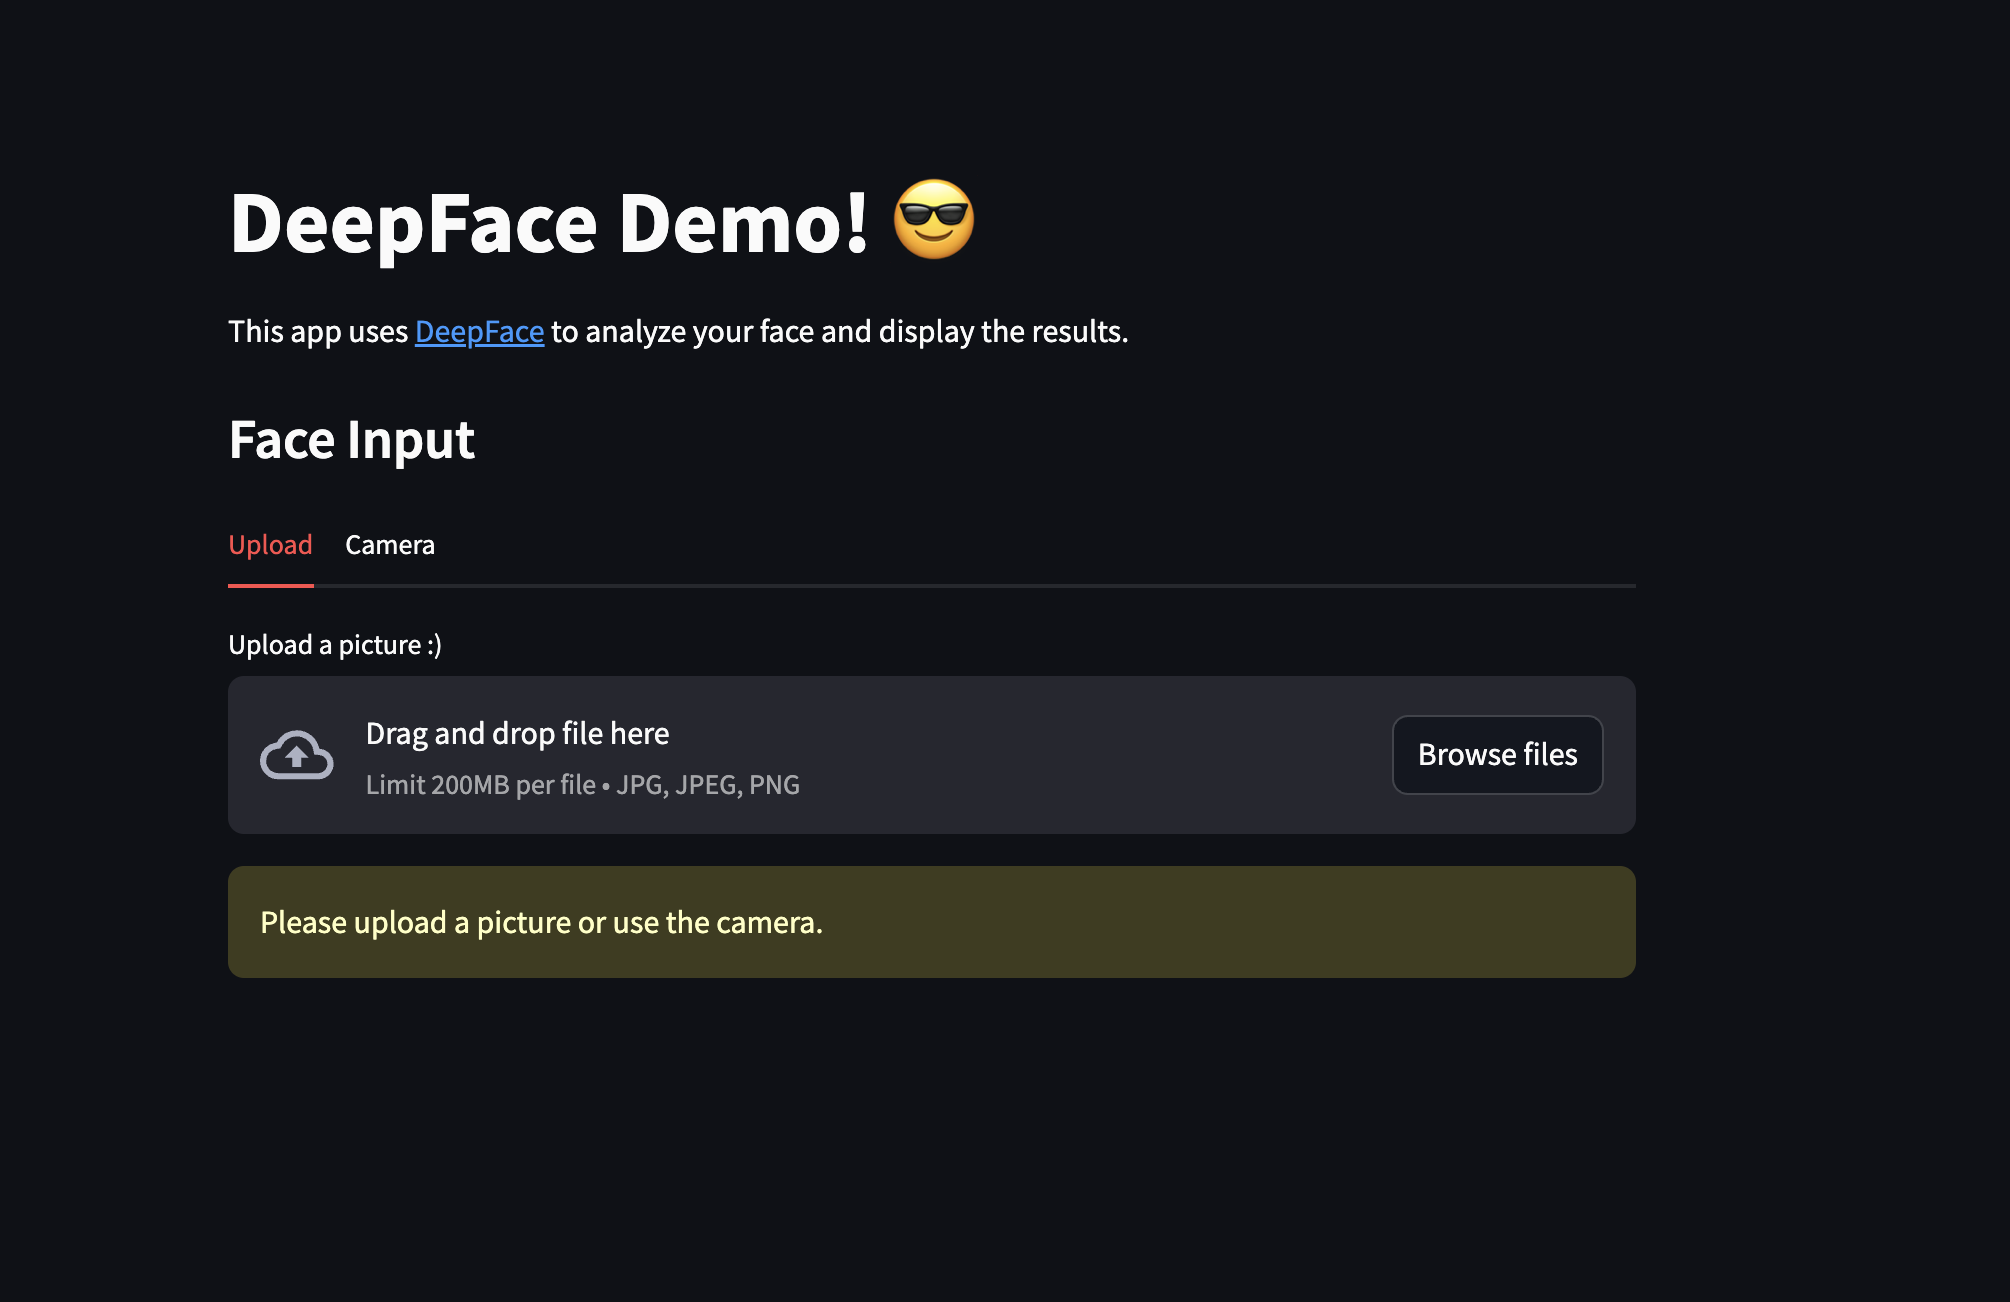 DeepFace Demo! 😎
This app uses DeepFace to analyze your face and display the results.
Face Input
Upload Camera
Upload a picture :)
Drag and drop file here
Limit 200MB per file • JPG, JPEG, PNG
Browse files
Please upload a picture or use the camera.